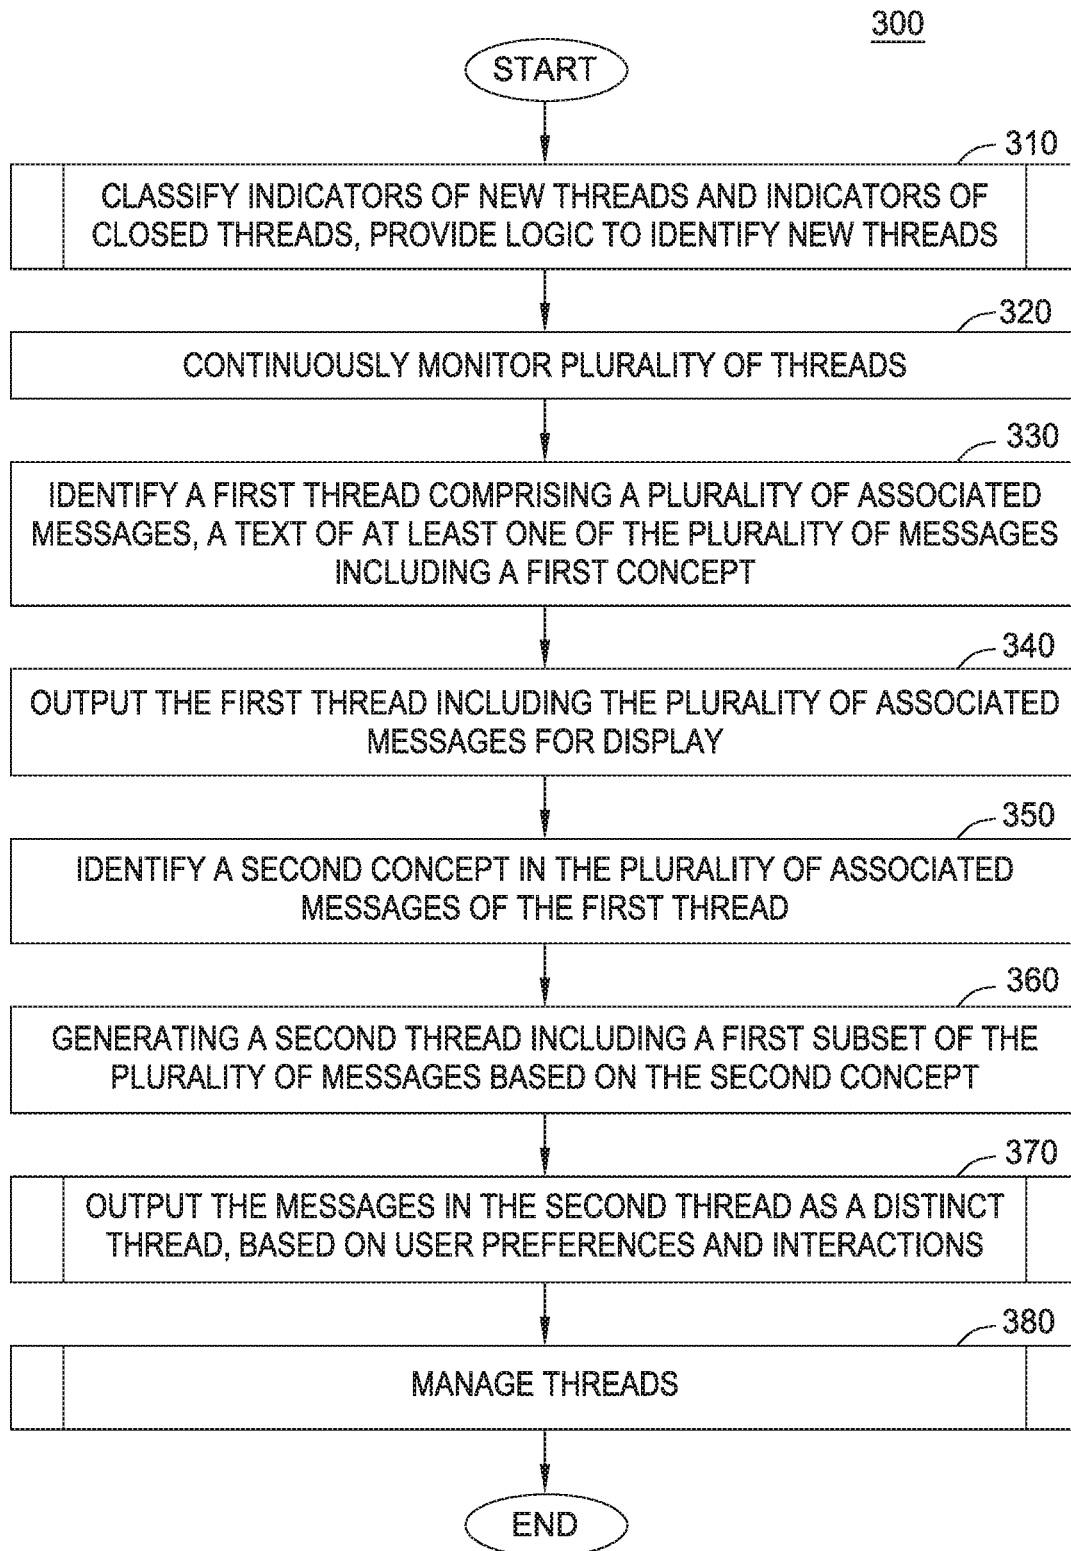 300
START
310
CLASSIFY INDICATORS OF NEW THREADS AND INDICATORS OF
CLOSED THREADS, PROVIDE LOGIC TO IDENTIFY NEW THREADS
320
CONTINUOUSLY MONITOR PLURALITY OF THREADS
330
IDENTIFY A FIRST THREAD COMPRISING A PLURALITY OF ASSOCIATED
MESSAGES, A TEXT OF AT LEAST ONE OF THE PLURALITY OF MESSAGES
INCLUDING A FIRST CONCEPT
340
OUTPUT THE FIRST THREAD INCLUDING THE PLURALITY OF ASSOCIATED
MESSAGES FOR DISPLAY
350
IDENTIFY A SECOND CONCEPT IN THE PLURALITY OF ASSOCIATED
MESSAGES OF THE FIRST THREAD
360
GENERATING A SECOND THREAD INCLUDING A FIRST SUBSET OF THE
PLURALITY OF MESSAGES BASED ON THE SECOND CONCEPT
370
OUTPUT THE MESSAGES IN THE SECOND THREAD AS A DISTINCT
THREAD, BASED ON USER PREFERENCES AND INTERACTIONS
380
MANAGE THREADS
END